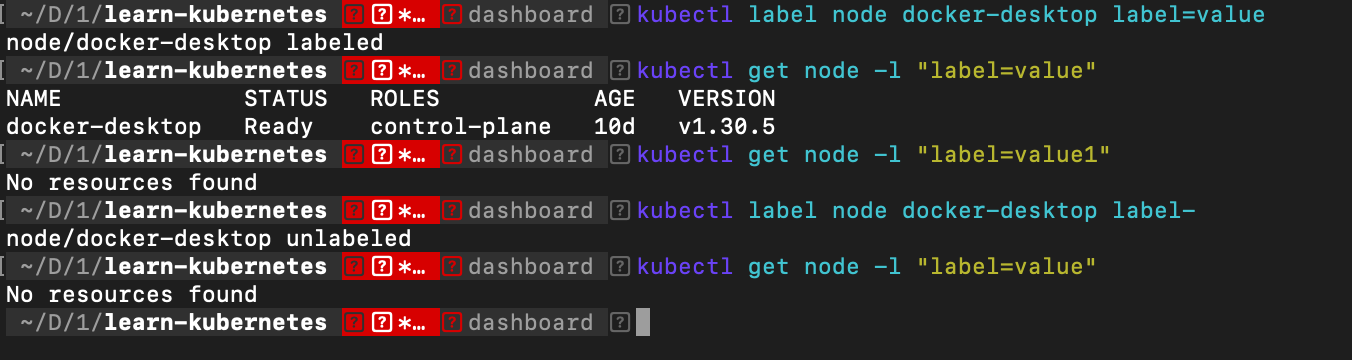 ~/D/1/learn-kubernetes ? ? *… ? dashboard ? kubectl label node docker-desktop label=value
node/docker-desktop labeled
[ ~/D/1/learn-kubernetes ? ? *… ? dashboard ? kubectl get node -l "label=value"
NAME STATUS ROLES AGE VERSION
docker-desktop Ready control-plane 10d v1.30.5
[ ~/D/1/learn-kubernetes ? ? *… ? dashboard ? kubectl get node -l "label=value1"
No resources found
[ ~/D/1/learn-kubernetes ? ? *… ? dashboard ? kubectl label node docker-desktop label-
node/docker-desktop unlabeled
[ ~/D/1/learn-kubernetes ? ? *… ? dashboard ? kubectl get node -l "label=value"
No resources found
~/D/1/learn-kubernetes ? ? *… ? dashboard ?